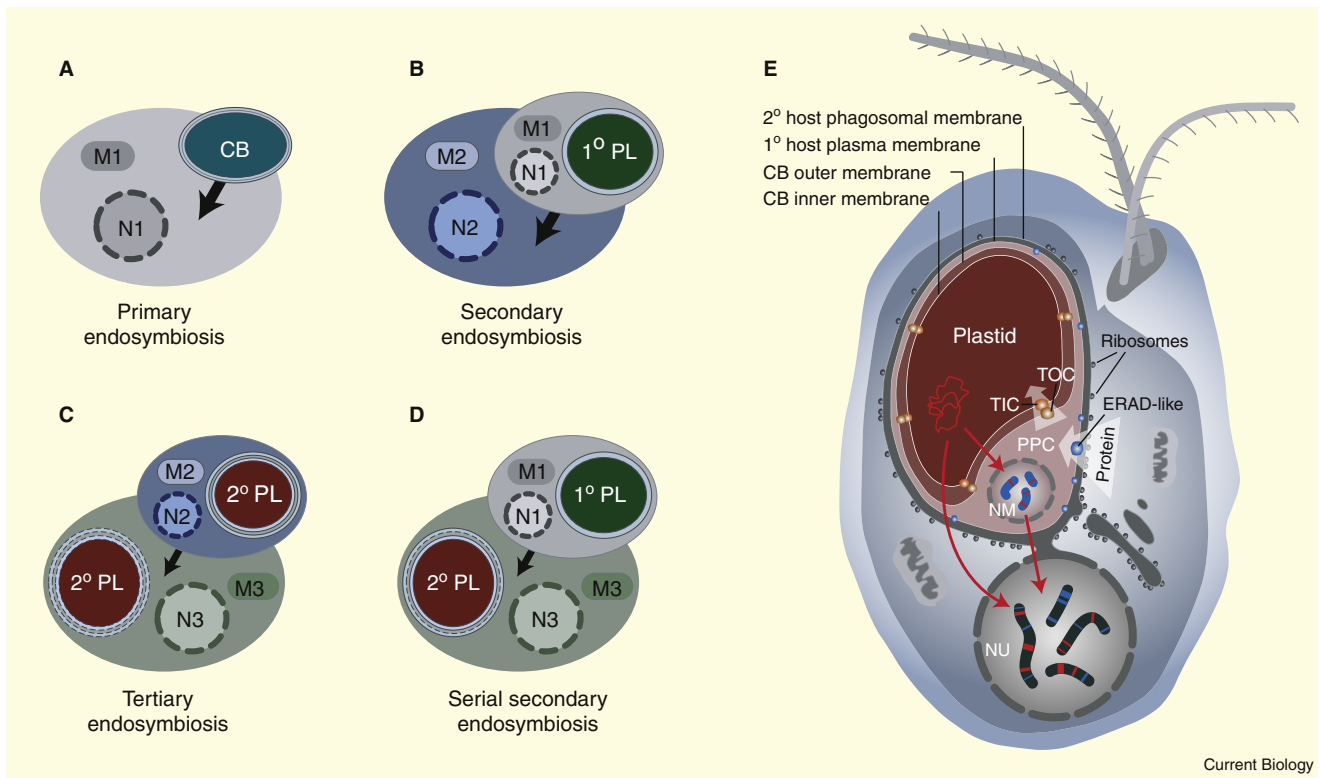 A
M1
CB
N1
Primary
endosymbiosis
B
M2
M1
1o PL
N1
N2
Secondary
endosymbiosis
C
M2
2o PL
N2
2o PL
M3
N3
Tertiary
endosymbiosis
D
M1
1o PL
N1
2o PL
M3
N3
Serial secondary
endosymbiosis
E
2o host phagosomal membrane
1o host plasma membrane
CB outer membrane
CB inner membrane
Plastid
Ribosomes
TOC
TIC
ERAD-like
PPC
Protein
NM
NU
Current Biology